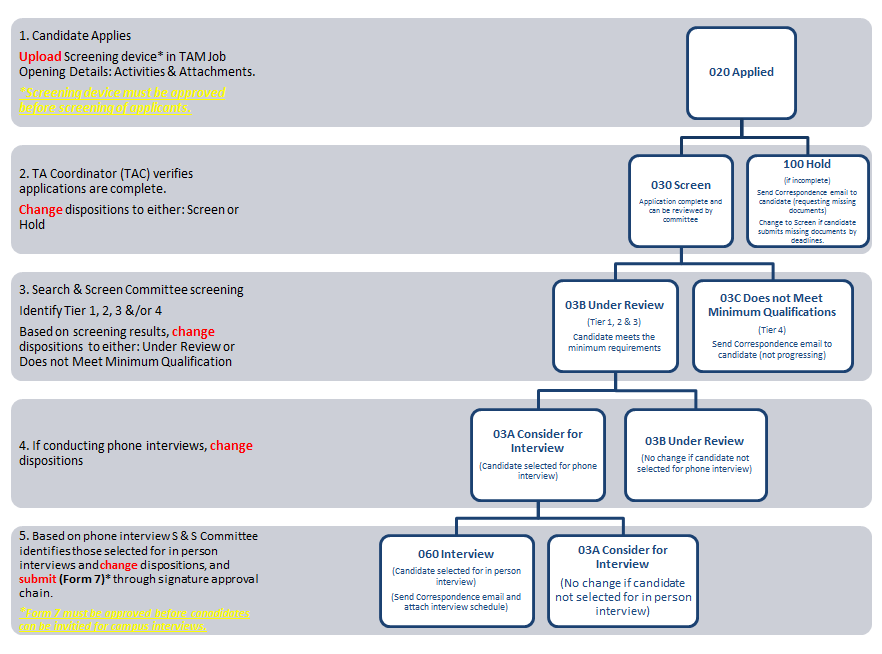 1. Candidate Applies
Upload Screening device* in TAM Job
Opening Details: Activities & Attachments.
*Screening device must be approved
before screening of applicants.
020 Applied
2. TA Coordinator (TAC) verifies
applications are complete.
Change dispositions to either: Screen or
Hold
030 Screen
Application complete and
can be reviewed by
committee
100 Hold
(if incomplete)
Send Correspondence email to
candidate (requesting missing
documents)
Change to Screen if candidate
submits missing documents by
deadlines.
3. Search & Screen Committee screening
Identify Tier 1, 2, 3 &/or 4
Based on screening results, change
dispositions to either: Under Review or
Does not Meet Minimum Qualification
03B Under Review
(Tier 1, 2 & 3)
Candidate meets the
minimum requirements
03C Does not Meet
Minimum Qualifications
(Tier 4)
Send Correspondence email to
candidate (not progressing)
4. If conducting phone interviews, change
dispositions
03A Consider for
Interview
(Candidate selected for phone
interview)
03B Under Review
(No change if candidate not
selected for phone interview)
5. Based on phone interview S & S Committee
identifies those selected for in person
interviews and change dispositions, and
submit (Form 7)* through signature approval
chain.
*Form 7 must be approved before canadidates
can be invitied for campus interviews.
060 Interview
(Candidate selected for in person
interview)
(Send Correspondence email and
attach interview schedule)
03A Consider for
Interview
(No change if candidate
not selected for in person
interview)